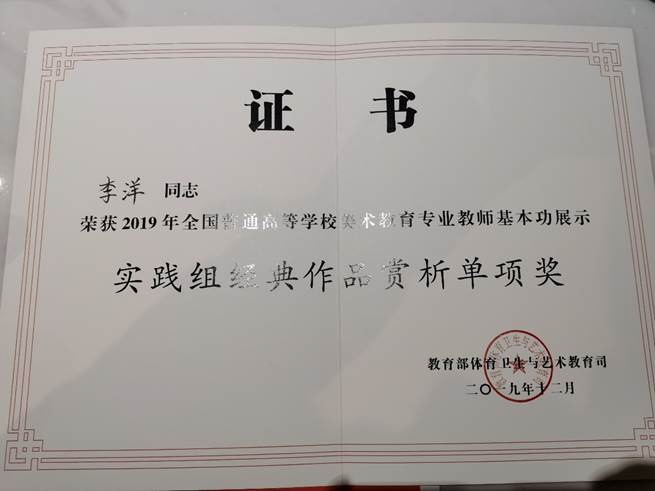 证 书
李洋 同志
荣获2019年全国普通高等学校美术教育专业教师基本功展示
实践组经典作品赏析单项奖
教育部体育卫生与艺术教育司
二〇一九年十二月